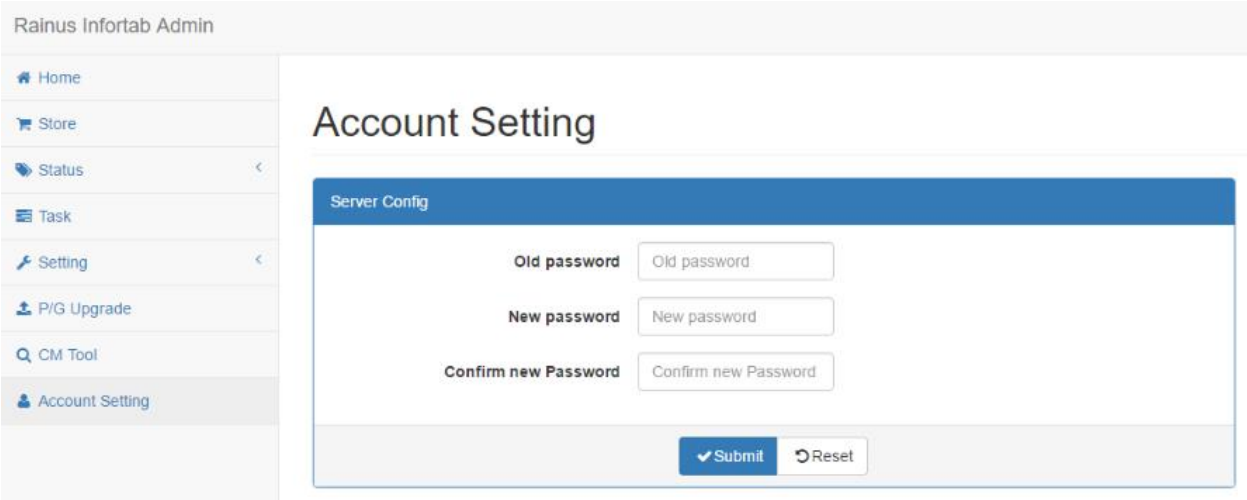 Rainus Infortab Admin
Home
Store
Status
Task
Setting
P/G Upgrade
CM Tool
Account Setting
Account Setting
Server Config
Old password Old password
New password New password
Confirm new Password Confirm new Password
Submit Reset